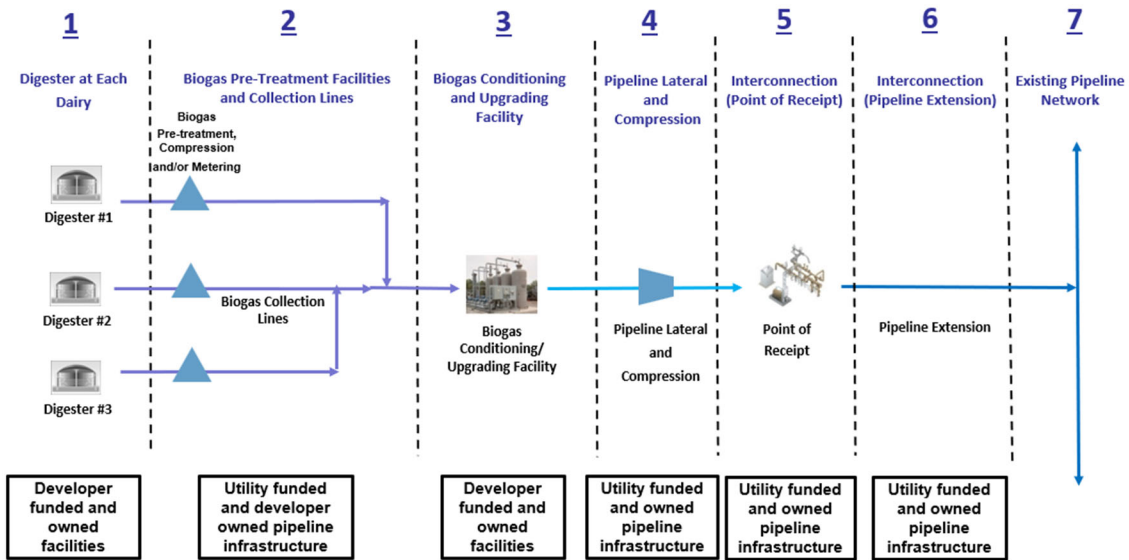 1
2
3
4
5
6
7
Digester at Each
Dairy
Biogas Pre-Treatment Facilities
and Collection Lines
Biogas Conditioning
and Upgrading
Facility
Pipeline Lateral
and
Compression
Interconnection
(Point of Receipt)
Interconnection
(Pipeline Extension)
Existing Pipeline
Network
Biogas
Pre-treatment,
Compression
and/or Metering
Digester #1
Digester #2
Digester #3
Biogas Collection
Lines
Biogas
Conditioning/
Upgrading Facility
Pipeline Lateral
and
Compression
Point of
Receipt
Pipeline Extension
Developer
funded and
owned
facilities
Utility funded
and developer
owned pipeline
infrastructure
Developer
funded and
owned
facilities
Utility funded
and owned
pipeline
infrastructure
Utility funded
and owned
pipeline
infrastructure
Utility funded
and owned
pipeline
infrastructure